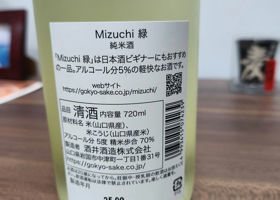 Mizuchi 緑
純米酒
「Mizuchi 緑」は日本酒ビギナーにもおすすめ
の一品。アルコール分5%の軽快なお酒です。
webサイト
https://gokyo-sake.co.jp/mizuchi/
品目 清酒 内容量 720ml
原材料名 米(山口県産)、
米こうじ(山口県産米)
アルコール分 5度 精米歩合 70%
製造者 酒井酒造株式会社
山口県岩国市中津町一丁目1番31号
https://gokyo-sake.co.jp
製造年月
25.09